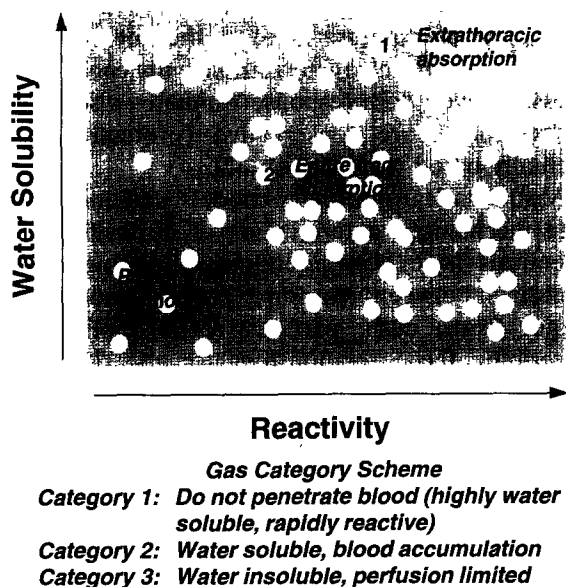 Water Solubility
1 Extrathoracic
absorption
2
Reactivity
Gas Category Scheme
Category 1: Do not penetrate blood (highly water
soluble, rapidly reactive)
Category 2: Water soluble, blood accumulation
Category 3: Water insoluble, perfusion limited